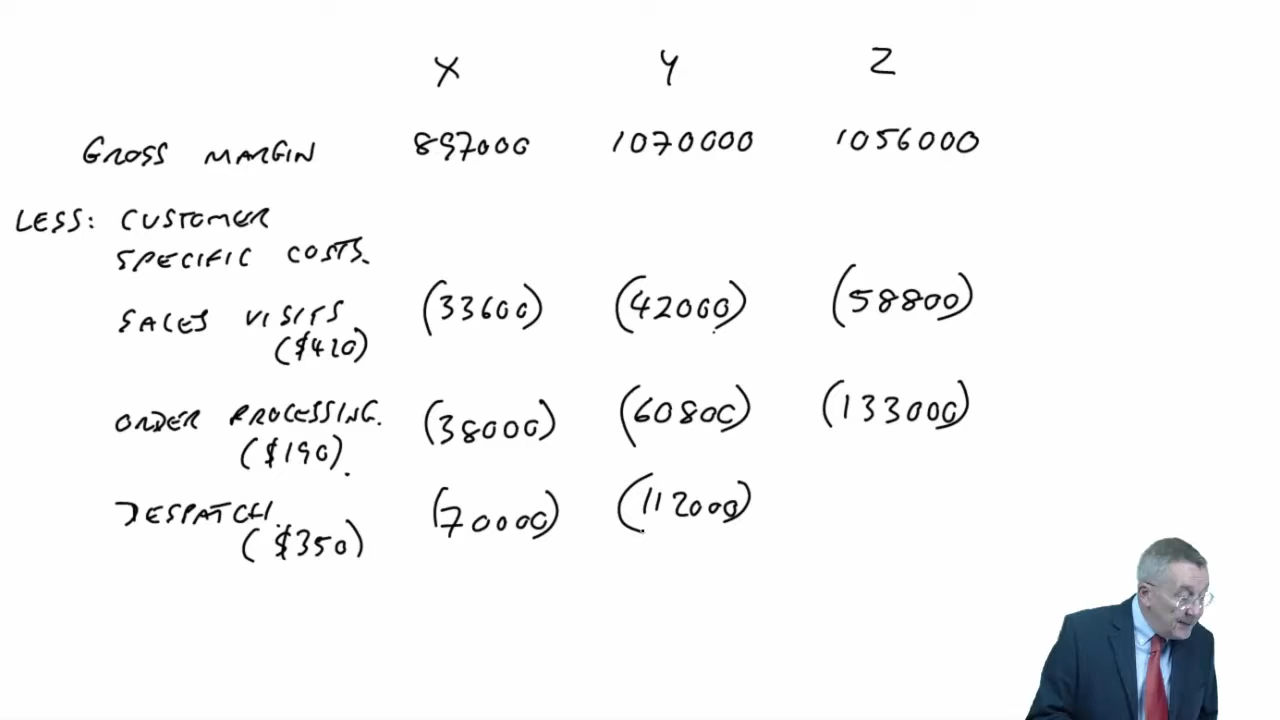 X Y Z
GROSS MARGIN 897000 1070000 1056000
LESS: CUSTOMER
SPECIFIC COSTS.
SALES VISITS (33600) (42000) (58800)
($420)
ORDER PROCESSING. (38000) (60800) (133000)
($190).
DESPATCH. (70000) (112000)
($350)